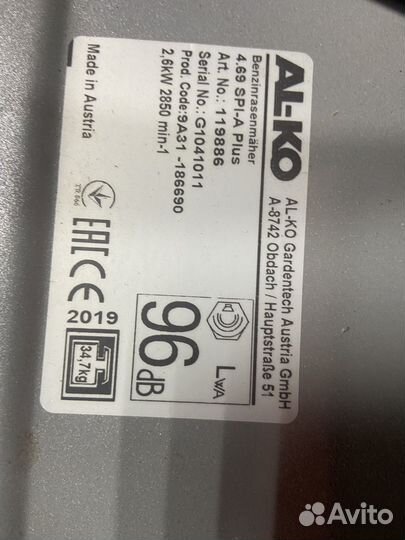 AL-KO
AL-KO Gardentech Austria GmbH
A-8742 Obdach / Hauptstraße 51
Benzinrasenmäher
4.69 SPI-A Plus
Art. No.: 119886
Serial No.: G1041011
Prod. Code:9A31 -186690
2,6kW 2850 min-1
Made in Austria
TR 066
EAC CE
2019
34,7kg
LWA
96 dB
Avito